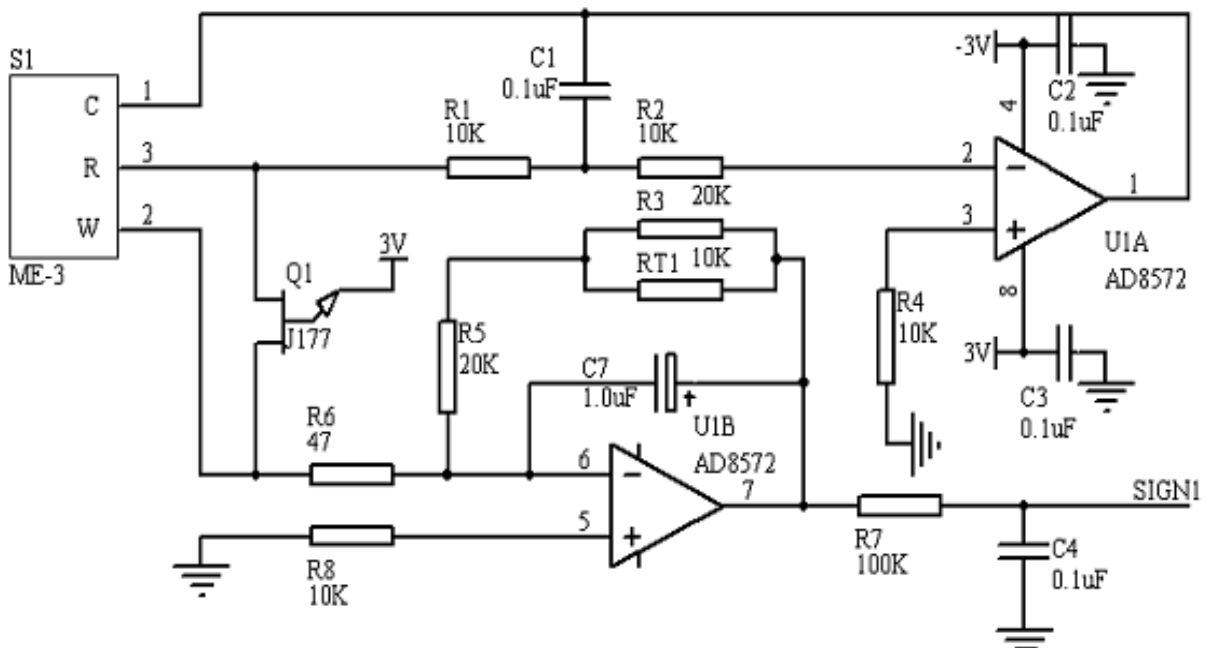 S1
C
1
R
3
W
2
ME-3
C1
0.1uF
R1
10K
R2
10K
-3V
4
C2
0.1uF
2
3
1
U1A
AD8572
8
3V
C3
0.1uF
R4
10K
20K
R3
10K
RT1
Q1
J177
3V
R5
20K
C7
1.0uF
+
R6
47
6
5
7
U1B
AD8572
R8
10K
R7
100K
SIGN1
C4
0.1uF